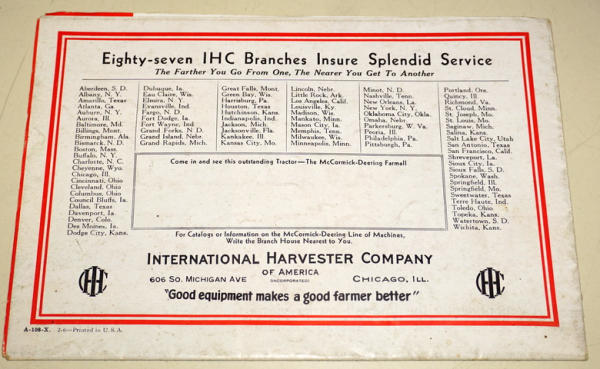 Eighty-seven IHC Branches Insure Splendid Service
The Farther You Go From One, The Nearer You Get To Another
Aberdeen, S. D.
Albany, N. Y.
Amarillo, Texas
Atlanta, Ga.
Auburn, N. Y.
Aurora, Ill.
Baltimore, Md.
Billings, Mont.
Birmingham, Ala.
Bismarck, N. D.
Boston, Mass.
Buffalo, N. Y.
Charlotte, N. C.
Cheyenne, Wyo.
Chicago, Ill.
Cincinnati, Ohio
Cleveland, Ohio
Columbus, Ohio
Council Bluffs, Ia.
Dallas, Texas
Davenport, Ia.
Denver, Colo.
Des Moines, Ia.
Dodge City, Kans.
Dubuque, Ia.
Eau Claire, Wis.
Elmira, N. Y.
Evansville, Ind.
Fargo, N. D.
Fort Dodge, Ia.
Fort Wayne, Ind.
Grand Forks, N. D.
Grand Island, Nebr.
Grand Rapids, Mich.
Great Falls, Mont.
Green Bay, Wis.
Harrisburg, Pa.
Houston, Texas
Hutchinson, Kans.
Indianapolis, Ind.
Jackson, Mich.
Jacksonville, Fla.
Kankakee, Ill.
Kansas City, Mo.
Lincoln, Nebr.
Little Rock, Ark.
Los Angeles, Calif.
Louisville, Ky.
Madison, Wis.
Mankato, Minn.
Mason City, Ia.
Memphis, Tenn.
Milwaukee, Wis.
Minneapolis, Minn.
Minot, N. D.
Nashville, Tenn.
New Orleans, La.
New York, N. Y.
Oklahoma City, Okla.
Omaha, Nebr.
Parkersburg, W. Va.
Peoria, Ill.
Philadelphia, Pa.
Pittsburgh, Pa.
Portland, Ore.
Quincy, Ill.
Richmond, Va.
St. Cloud, Minn.
St. Joseph, Mo.
St. Louis, Mo.
Saginaw, Mich.
Salina, Kans.
Salt Lake City, Utah
San Antonio, Texas
San Francisco, Calif.
Shreveport, La.
Sioux City, Ia.
Sioux Falls, S. D.
Spokane, Wash.
Springfield, Ill.
Springfield, Mo.
Sweetwater, Texas
Terre Haute, Ind.
Toledo, Ohio
Topeka, Kans.
Watertown, S. D.
Wichita, Kans.
Come in and see this outstanding Tractor—The McCormick-Deering Farmall
For Catalogs or Information on the McCormick-Deering Line of Machines,
Write the Branch House Nearest to You.
INTERNATIONAL HARVESTER COMPANY
OF AMERICA
606 SO. MICHIGAN AVE (INCORPORATED) CHICAGO, ILL.
"Good equipment makes a good farmer better"
IHC
IHC
A-108-X. 2-6—Printed in U.S.A.